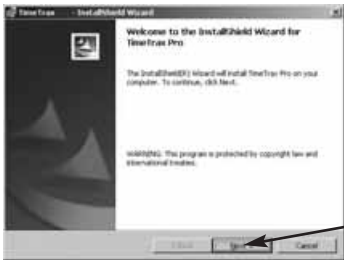 TimeTrax - InstallShield Wizard
Welcome to the InstallShield Wizard for
TimeTrax Pro
The InstallShield(R) Wizard will install TimeTrax Pro on your
computer. To continue, click Next.
WARNING: This program is protected by copyright law and
international treaties.
< Back
Next >
Cancel